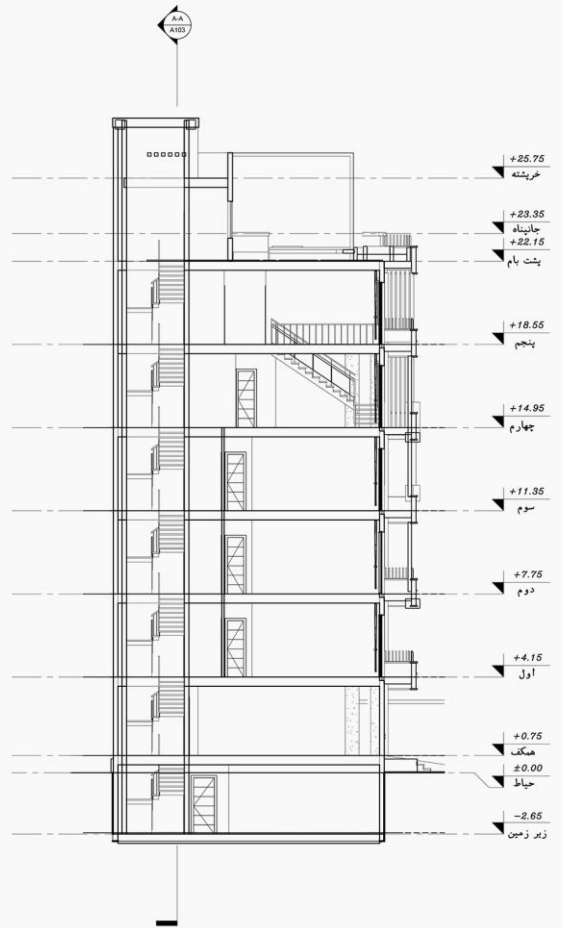 A-A
A103
+25.75
خرپشته
+23.35
جانپناه
+22.15
پشت بام
+18.55
پنجم
+14.95
چهارم
+11.35
سوم
+7.75
دوم
+4.15
اول
+0.75
همکف
±0.00
حیاط
-2.65
زیر زمین